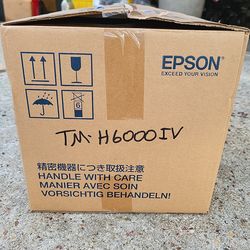 EPSON
EXCEED YOUR VISION
6
TM-H6000IV
精密機器につき取扱注意
HANDLE WITH CARE
MANIER AVEC SOIN
VORSICHTIG BEHANDELN!